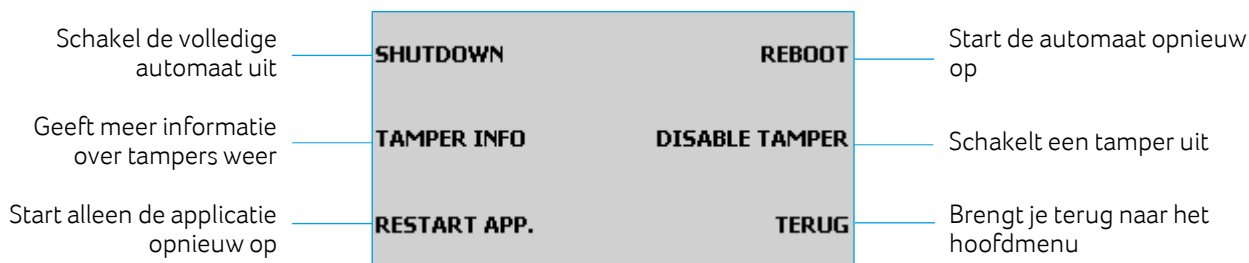 Schakel de volledige
automaat uit
SHUTDOWN
REBOOT
Start de automaat opnieuw
op
Geeft meer informatie
over tampers weer
TAMPER INFO
DISABLE TAMPER
Schakelt een tamper uit
Start alleen de applicatie
opnieuw op
RESTART APP.
TERUG
Brengt je terug naar het
hoofdmenu